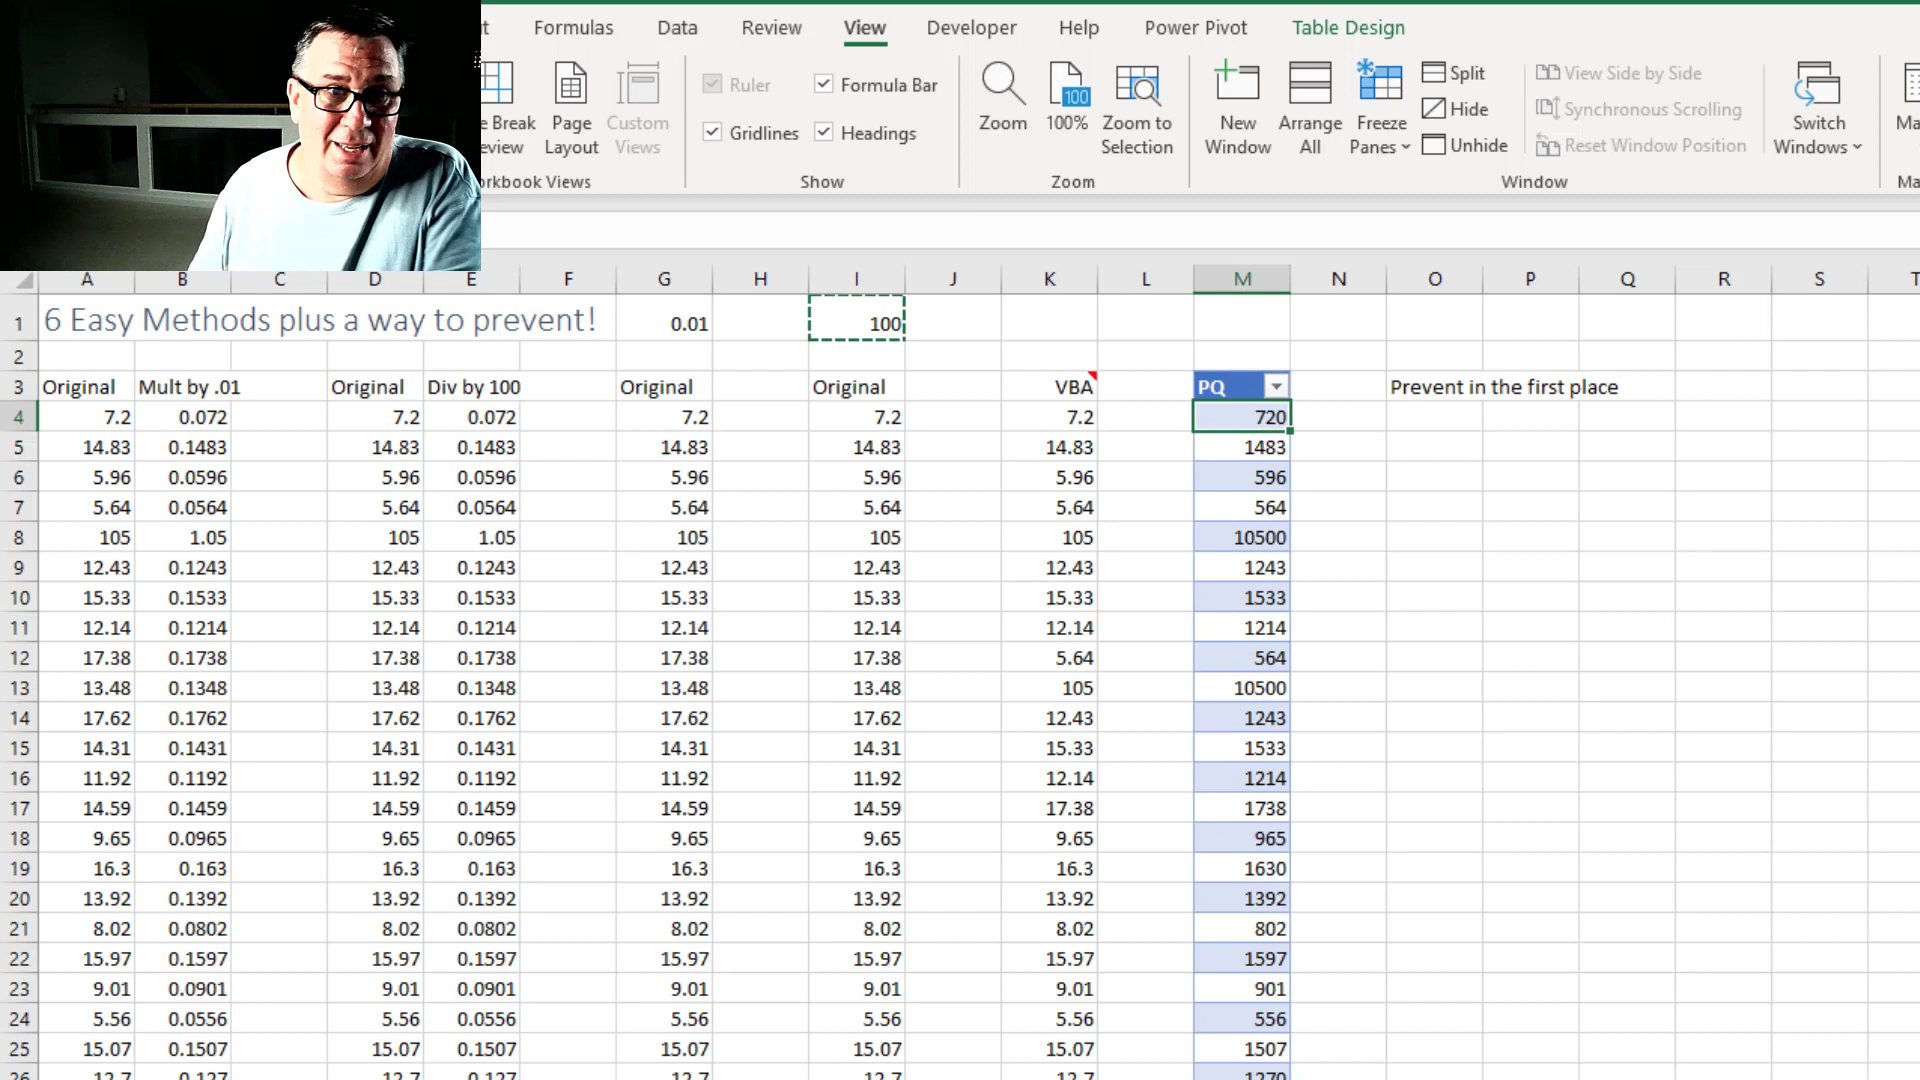 t Formulas Data Review View Developer Help Power Pivot Table Design
Ruler Formula Bar
Gridlines Headings
Show
e Break Page Custom
eview Layout Views
orkbook Views
100
Zoom 100% Zoom to
Selection
Zoom
New Arrange Freeze
Window All Panes
Split
Hide
Unhide
View Side by Side
Synchronous Scrolling
Reset Window Position
Window
Switch
Windows
Ma
Ma
A B C D E F G H I J K L M N O P Q R S T
1 6 Easy Methods plus a way to prevent! 0.01 100
2
3 Original Mult by .01 Original Div by 100 Original Original VBA PQ Prevent in the first place
4 7.2 0.072 7.2 0.072 7.2 7.2 7.2 720
5 14.83 0.1483 14.83 0.1483 14.83 14.83 14.83 1483
6 5.96 0.0596 5.96 0.0596 5.96 5.96 5.96 596
7 5.64 0.0564 5.64 0.0564 5.64 5.64 5.64 564
8 105 1.05 105 1.05 105 105 105 10500
9 12.43 0.1243 12.43 0.1243 12.43 12.43 12.43 1243
10 15.33 0.1533 15.33 0.1533 15.33 15.33 15.33 1533
11 12.14 0.1214 12.14 0.1214 12.14 12.14 12.14 1214
12 17.38 0.1738 17.38 0.1738 17.38 17.38 5.64 564
13 13.48 0.1348 13.48 0.1348 13.48 13.48 105 10500
14 17.62 0.1762 17.62 0.1762 17.62 17.62 12.43 1243
15 14.31 0.1431 14.31 0.1431 14.31 14.31 15.33 1533
16 11.92 0.1192 11.92 0.1192 11.92 11.92 12.14 1214
17 14.59 0.1459 14.59 0.1459 14.59 14.59 17.38 1738
18 9.65 0.0965 9.65 0.0965 9.65 9.65 9.65 965
19 16.3 0.163 16.3 0.163 16.3 16.3 16.3 1630
20 13.92 0.1392 13.92 0.1392 13.92 13.92 13.92 1392
21 8.02 0.0802 8.02 0.0802 8.02 8.02 8.02 802
22 15.97 0.1597 15.97 0.1597 15.97 15.97 15.97 1597
23 9.01 0.0901 9.01 0.0901 9.01 9.01 9.01 901
24 5.56 0.0556 5.56 0.0556 5.56 5.56 5.56 556
25 15.07 0.1507 15.07 0.1507 15.07 15.07 15.07 1507
26 12.7 0.127 12.7 0.127 12.7 12.7 12.7 1270